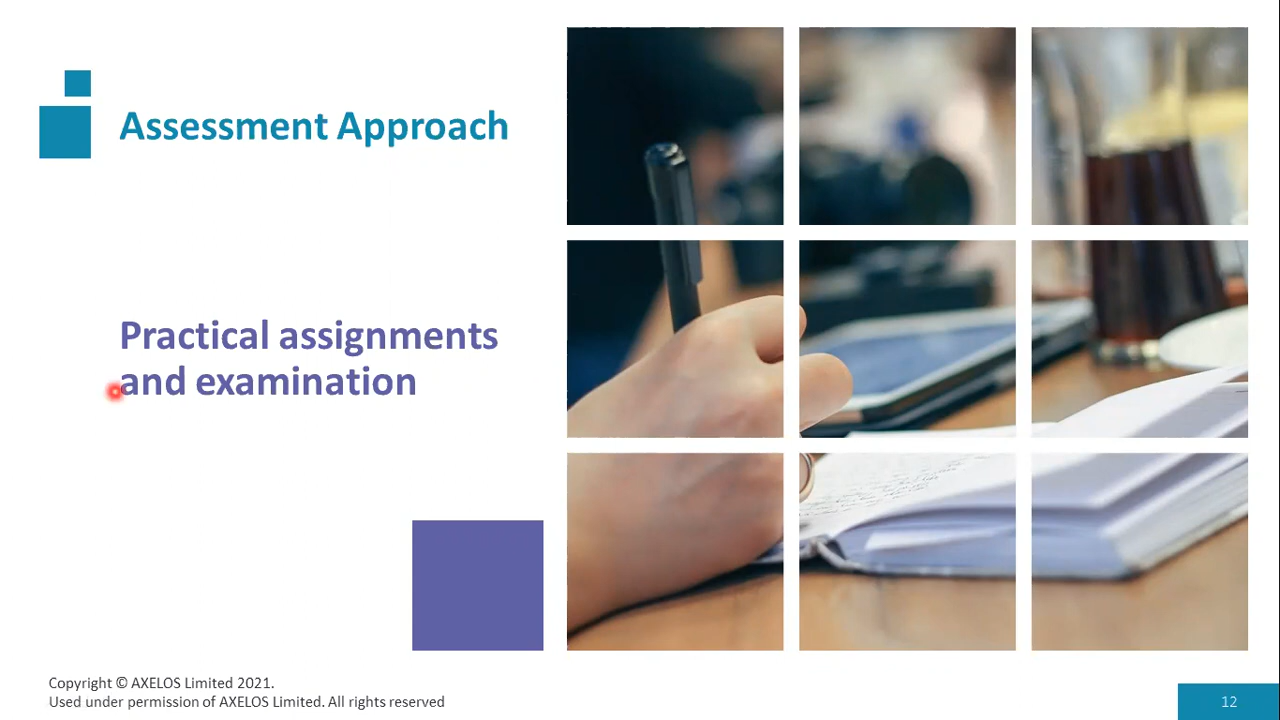 Assessment Approach
Practical assignments
and examination
Copyright © AXELOS Limited 2021.
Used under permission of AXELOS Limited. All rights reserved
12